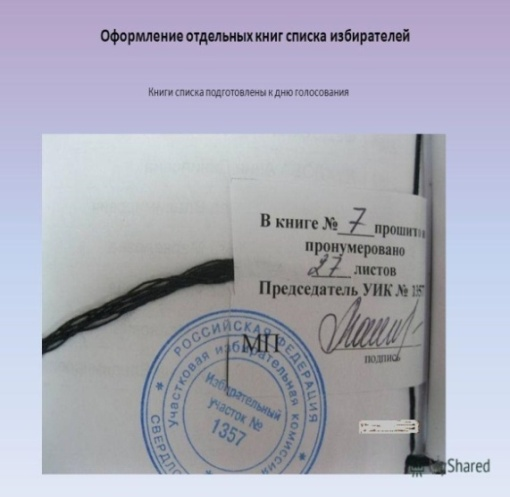 Оформление отдельных книг списка избирателей
Книги списка подготовлены к дню голосования
В книге № 7 прошито и
пронумеровано
27 листов
Председатель УИК № 1357
МП
подпись
РОССИЙСКАЯ ФЕДЕРАЦИЯ
Участковая избирательная комиссия
СВЕРДЛО
Избирательный
участок №
1357
Shared